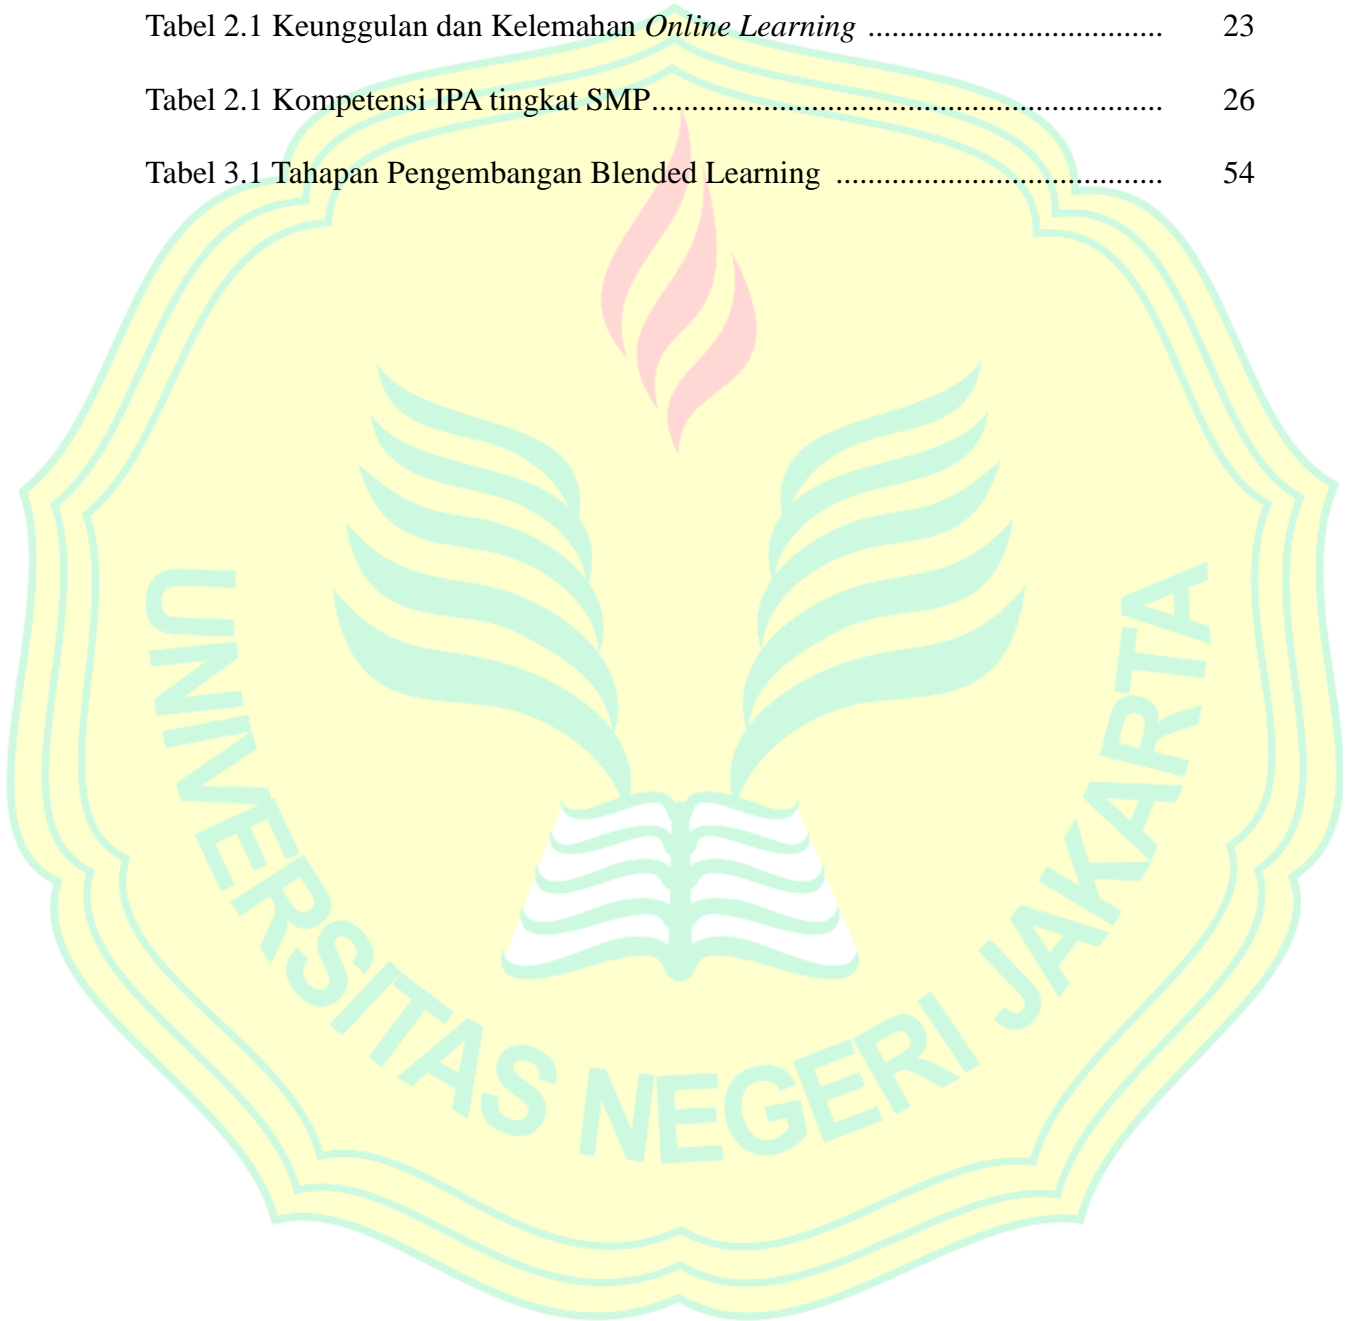 Tabel 2.1 Keunggulan dan Kelemahan Online Learning ................................... 23
Tabel 2.1 Kompetensi IPA tingkat SMP............................................................. 26
Tabel 3.1 Tahapan Pengembangan Blended Learning ....................................... 54
UNIVERSITAS NEGERI JAKARTA